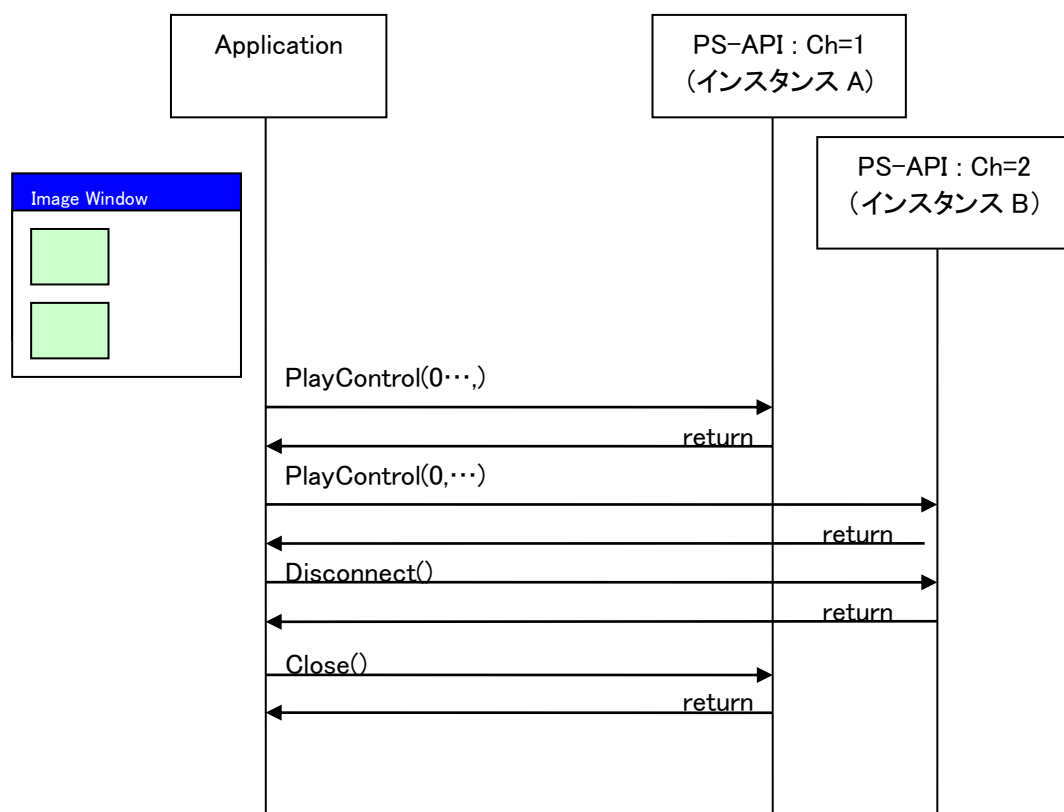 Application
PS-API : Ch=1
(インスタンス A)
PS-API : Ch=2
(インスタンス B)
Image Window
PlayControl(0…,)
return
PlayControl(0,…)
return
Disconnect()
return
Close()
return